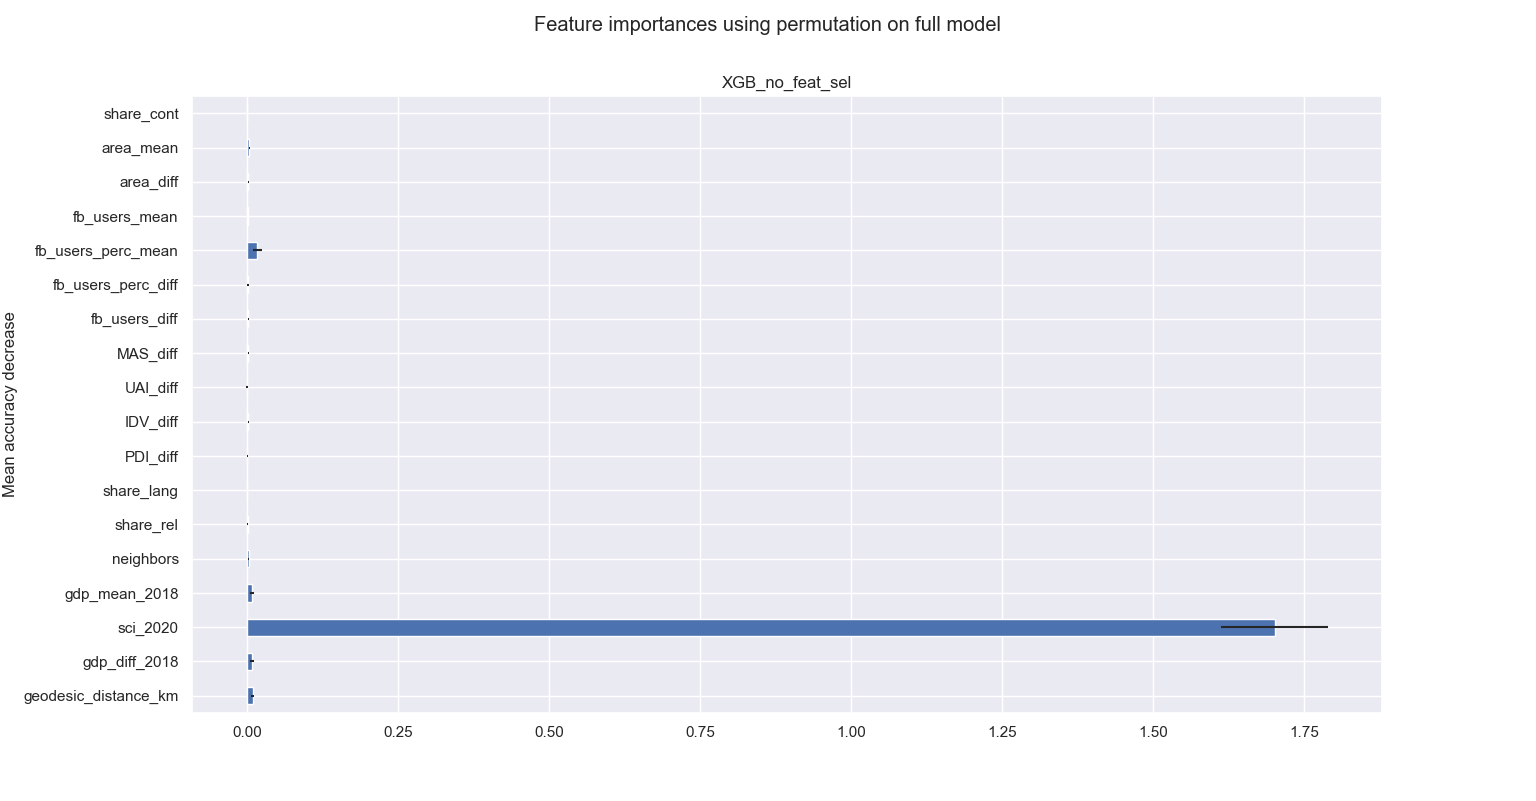 Feature importances using permutation on full model
XGB_no_feat_sel
share_cont
area_mean
area_diff
fb_users_mean
fb_users_perc_mean
fb_users_perc_diff
fb_users_diff
MAS_diff
UAI_diff
IDV_diff
PDI_diff
share_lang
share_rel
neighbors
gdp_mean_2018
sci_2020
gdp_diff_2018
geodesic_distance_km
Mean accuracy decrease
0.00 0.25 0.50 0.75 1.00 1.25 1.50 1.75